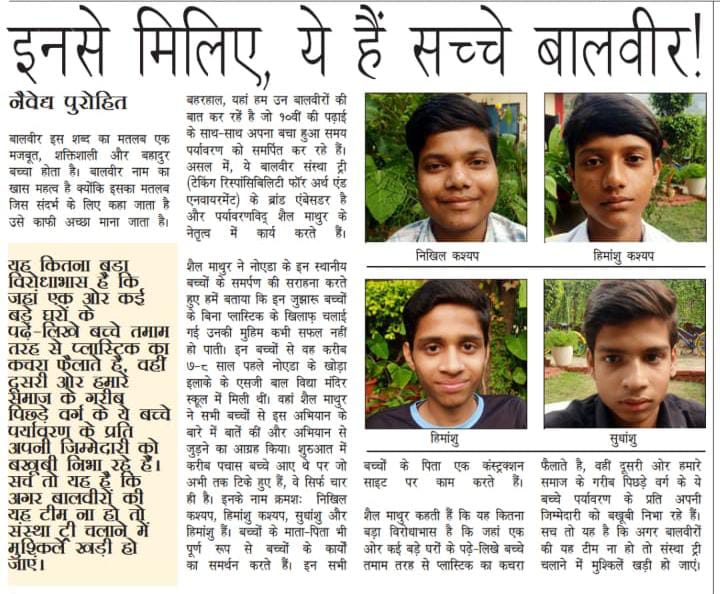 इनसे मिलिए, ये हैं सच्चे बालवीर!
नैवेद्य पुरोहित
बालवीर इस शब्द का मतलब एक
मजबूत, शक्तिशाली और बहादुर
बच्चा होता है। बालवीर नाम का
खास महत्व है क्योंकि इसका मतलब
जिस संदर्भ के लिए कहा जाता है
उसे काफी अच्छा माना जाता है।
यह कितना बड़ा
विरोधाभास है कि
जहां एक ओर कई
बड़े घरों के
पढ़े-लिखे बच्चे तमाम
तरह से प्लास्टिक का
कचरा फैलाते है, वहीं
दूसरी ओर हमारे
समाज के गरीब
पिछड़े वर्ग के ये बच्चे
पर्यावरण के प्रति
अपनी जिम्मेदारी को
बखूबी निभा रहे हैं।
सच तो यह है कि
अगर बालवीरों की
यह टीम ना हो तो
संस्था ट्री चलाने में
मुश्किलें खड़ी हो
जाएं।
बहरहाल, यहां हम उन बालवीरों की
बात कर रहें है जो १०वीं की पढ़ाई
के साथ-साथ अपना बचा हुआ समय
पर्यावरण को समर्पित कर रहे हैं।
असल में, ये बालवीर संस्था ट्री
(टेकिंग रिस्पांसिबिलिटी फॉर अर्थ एंड
एनवायरमेंट) के ब्रांड एंबेसडर है
और पर्यावरणविद् शैल माथुर के
नेतृत्व में कार्य करते हैं।
शैल माथुर ने नोएडा के इन स्थानीय
बच्चों के समर्पण की सराहना करते
हुए हमें बताया कि इन जुझारू बच्चों
के बिना प्लास्टिक के खिलाफ चलाई
गई उनकी मुहिम कभी सफल नहीं
हो पाती। इन बच्चों से वह करीब
७-८ साल पहले नोएडा के खोड़ा
इलाके के एसजी बाल विद्या मंदिर
स्कूल में मिली थीं। वहां शैल माथुर
ने सभी बच्चों से इस अभियान के
बारे में बातें कीं और अभियान से
जुड़ने का आग्रह किया। शुरुआत में
करीब पचास बच्चे आए थे पर जो
अभी तक टिके हुए हैं, वे सिर्फ चार
ही है। इनके नाम क्रमशः निखिल
कश्यप, हिमांशु कश्यप, सुधांशु और
हिमांशु हैं। बच्चों के माता-पिता भी
पूर्ण रूप से बच्चों के कार्यों
का समर्थन करते हैं। इन सभी
निखिल कश्यप
हिमांशु कश्यप
हिमांशु
सुधांशु
बच्चों के पिता एक कंस्ट्रक्शन
साइट पर काम करते हैं।
शैल माथुर कहती हैं कि यह कितना
बड़ा विरोधाभास है कि जहां एक
ओर कई बड़े घरों के पढ़े-लिखे बच्चे
तमाम तरह से प्लास्टिक का कचरा
फैलाते है, वहीं दूसरी ओर हमारे
समाज के गरीब पिछड़े वर्ग के ये
बच्चे पर्यावरण के प्रति अपनी
जिम्मेदारी को बखूबी निभा रहे हैं।
सच तो यह है कि अगर बालवीरों
की यह टीम ना हो तो संस्था ट्री
चलाने में मुश्किलें खड़ी हो जाएं।